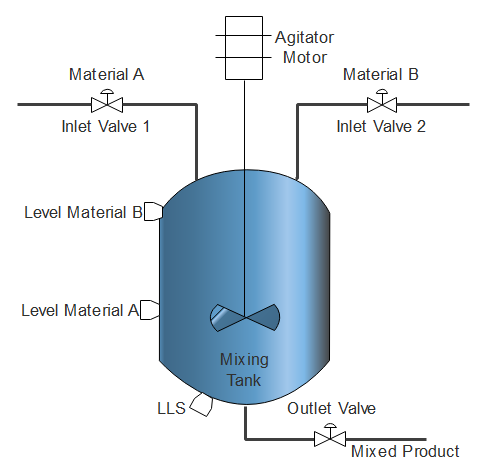 Agitator
Motor
Material A
Material B
Inlet Valve 1
Inlet Valve 2
Level Material B
Level Material A
Mixing
Tank
LLS
Outlet Valve
Mixed Product